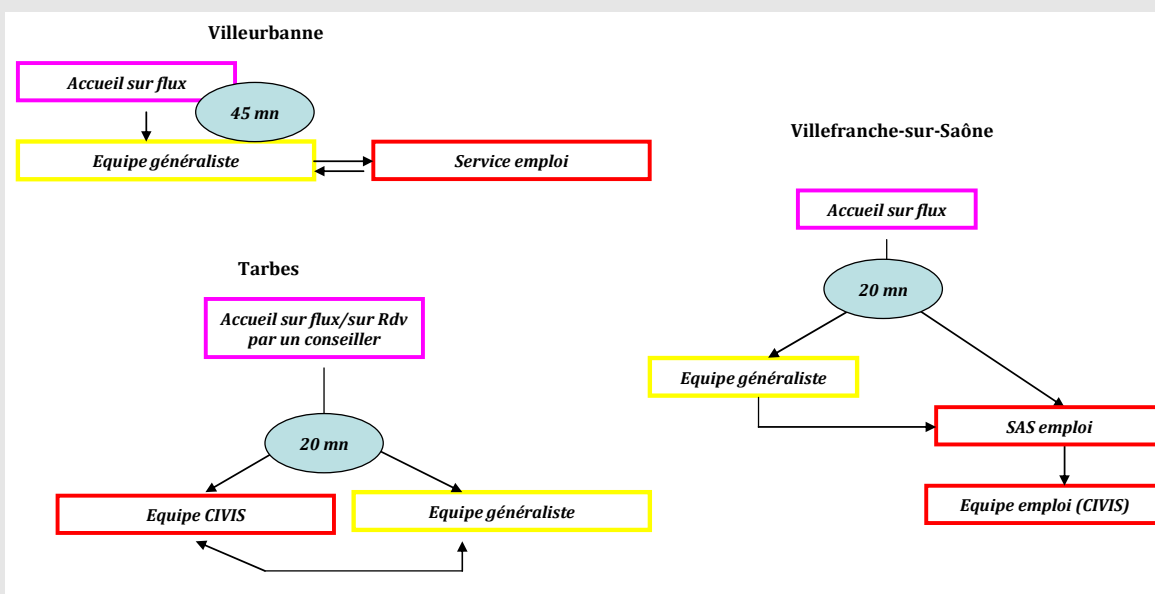 Villeurbanne
Accueil sur flux
45 mn
Equipe généraliste
Service emploi
Tarbes
Accueil sur flux/sur Rdv
par un conseiller
20 mn
Equipe CIVIS
Equipe généraliste
Villefranche-sur-Saône
Accueil sur flux
20 mn
Equipe généraliste
SAS emploi
Equipe emploi (CIVIS)